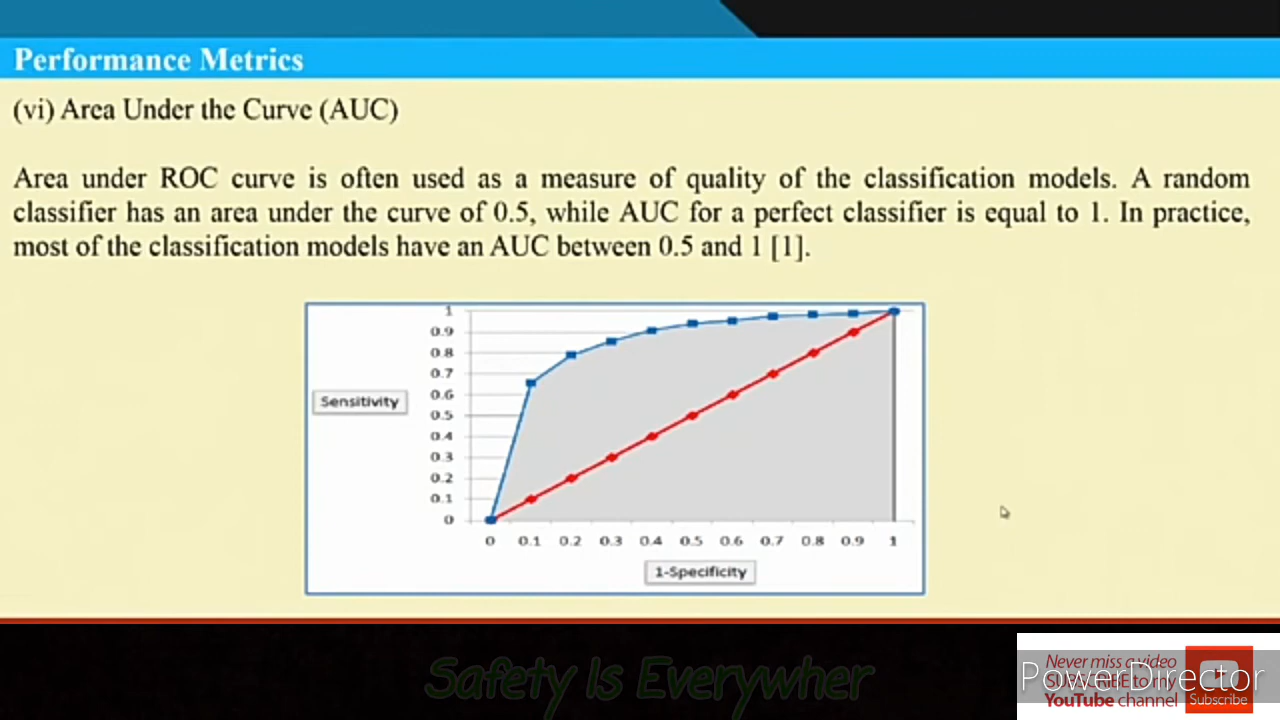 Performance Metrics
(vi) Area Under the Curve (AUC)
Area under ROC curve is often used as a measure of quality of the classification models. A random
classifier has an area under the curve of 0.5, while AUC for a perfect classifier is equal to 1. In practice,
most of the classification models have an AUC between 0.5 and 1 [1].
1
0.9
0.8
0.7
0.6
Sensitivity
0.5
0.4
0.3
0.2
0.1
0
0 0.1 0.2 0.3 0.4 0.5 0.6 0.7 0.8 0.9 1
1-Specificity
Safety Is Everywher
Never miss a video
SUBSCRIBE to my
YouTube channel
Subscribe
PowerDirector